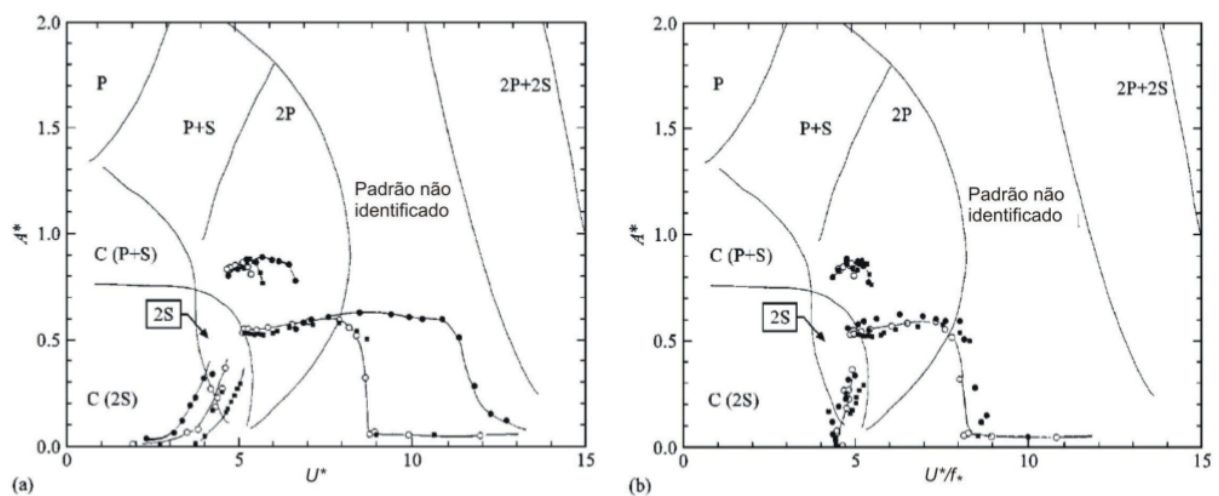 2.0
P
2P+2S
P+S
2P
1.5
Padrão não
identificado
A*
1.0
C (P+S)
2S
0.5
C (2S)
0.0
0
5
10
15
(a)
U*
2.0
P
2P+2S
P+S
2P
1.5
Padrão não
identificado
A*
1.0
C (P+S)
2S
0.5
C (2S)
0.0
0
5
10
15
(b)
U*/f*